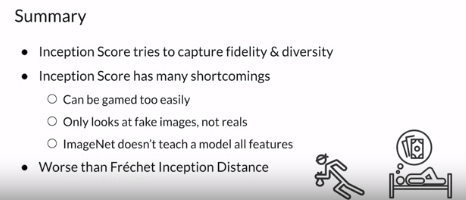 Summary
Inception Score tries to capture fidelity & diversity
Inception Score has many shortcomings
Can be gamed too easily
Only looks at fake images, not reals
ImageNet doesn't teach a model all features
Worse than Fréchet Inception Distance